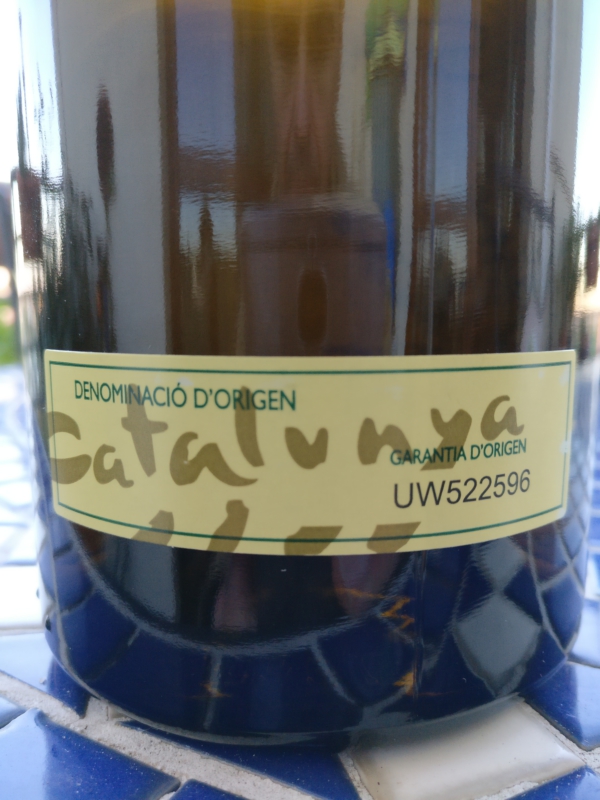 DENOMINACIÓ D'ORIGEN
Catalunya
GARANTIA D'ORIGEN
UW522596